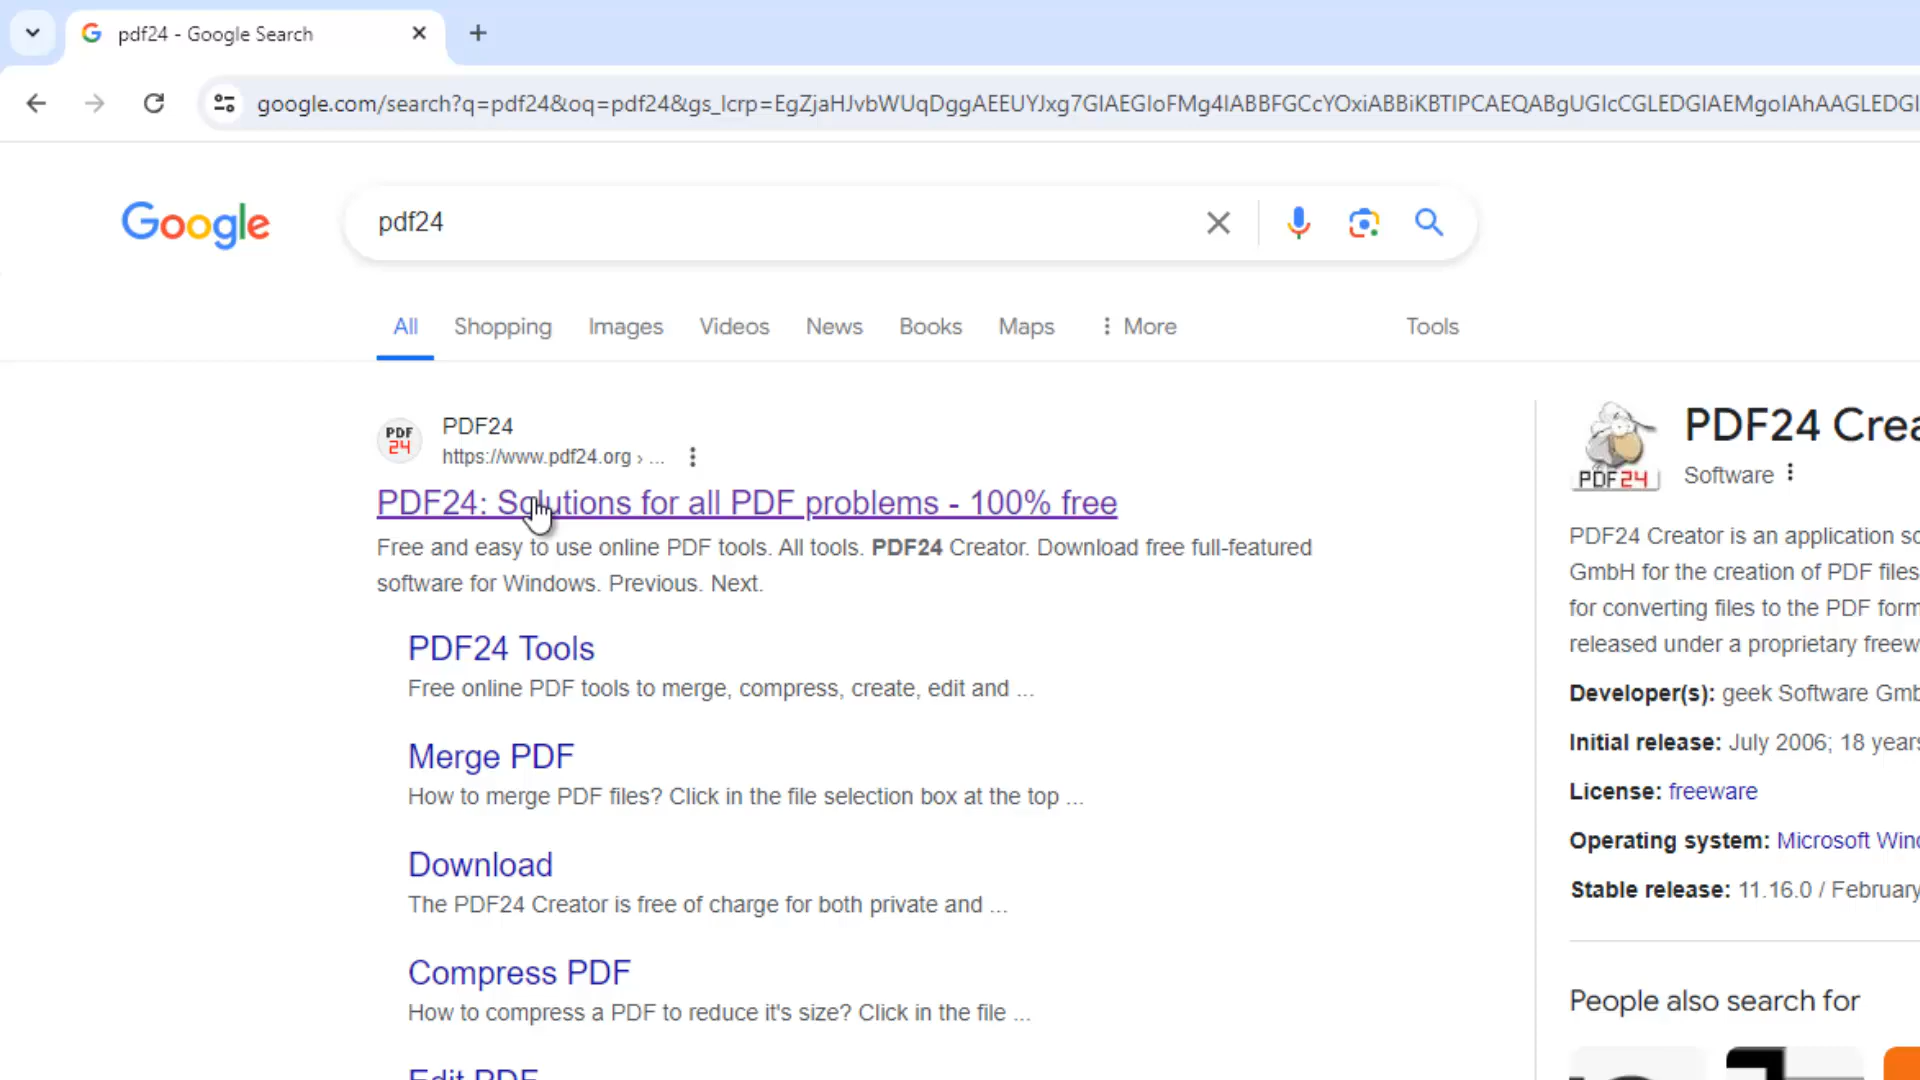 pdf24 - Google Search
google.com/search?q=pdf24&oq=pdf24&gs_lcrp=EgZjaHJvbWUqDggAEEUYJxg7GIAEGIoFMg4IABBFGCcYOxiABBiKBTIPCAEQABgUGIcCGLEDGIAEMgoIAhAAGLEDGI
Google
pdf24
All Shopping Images Videos News Books Maps More Tools
PDF24
PDF24
https://www.pdf24.org › ...
PDF24: Solutions for all PDF problems - 100% free
Free and easy to use online PDF tools. All tools. PDF24 Creator. Download free full-featured
software for Windows. Previous. Next.
PDF24 Tools
Free online PDF tools to merge, compress, create, edit and ...
Merge PDF
How to merge PDF files? Click in the file selection box at the top ...
Download
The PDF24 Creator is free of charge for both private and ...
Compress PDF
How to compress a PDF to reduce it's size? Click in the file ...
Edit PDF
PDF24
PDF24 Crea
Software
PDF24 Creator is an application so
GmbH for the creation of PDF files
for converting files to the PDF form
released under a proprietary freew
Developer(s): geek Software Gmb
Initial release: July 2006; 18 years
License: freeware
Operating system: Microsoft Wind
Stable release: 11.16.0 / February
People also search for